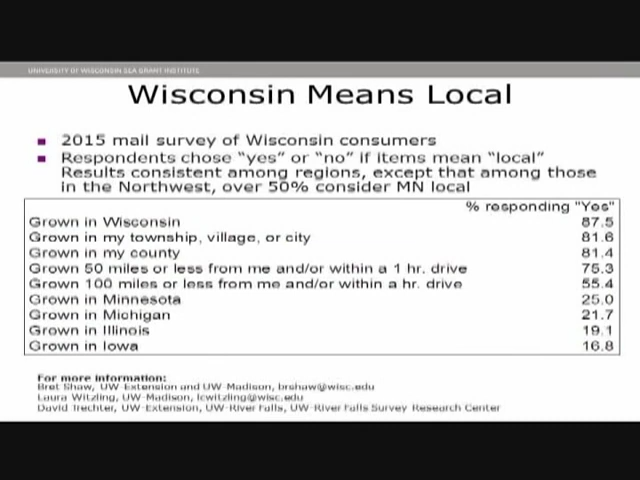 UNIVERSITY OF WISCONSIN SEA GRANT INSTITUTE
Wisconsin Means Local
2015 mail survey of Wisconsin consumers
Respondents chose "yes" or "no" if items mean "local"
Results consistent among regions, except that among those
in the Northwest, over 50% consider MN local
% responding "Yes"
Grown in Wisconsin 87.5
Grown in my township, village, or city 81.6
Grown in my county 81.4
Grown 50 miles or less from me and/or within a 1 hr. drive 75.3
Grown 100 miles or less from me and/or within a hr. drive 55.4
Grown in Minnesota 25.0
Grown in Michigan 21.7
Grown in Illinois 19.1
Grown in Iowa 16.8
For more information:
Bret Shaw, UW-Extension and UW-Madison, brshaw@wisc.edu
Laura Witzling, UW-Madison, lcwitzling@wisc.edu
David Trechter, UW-Extension, UW-River Falls, UW-River Falls Survey Research Center